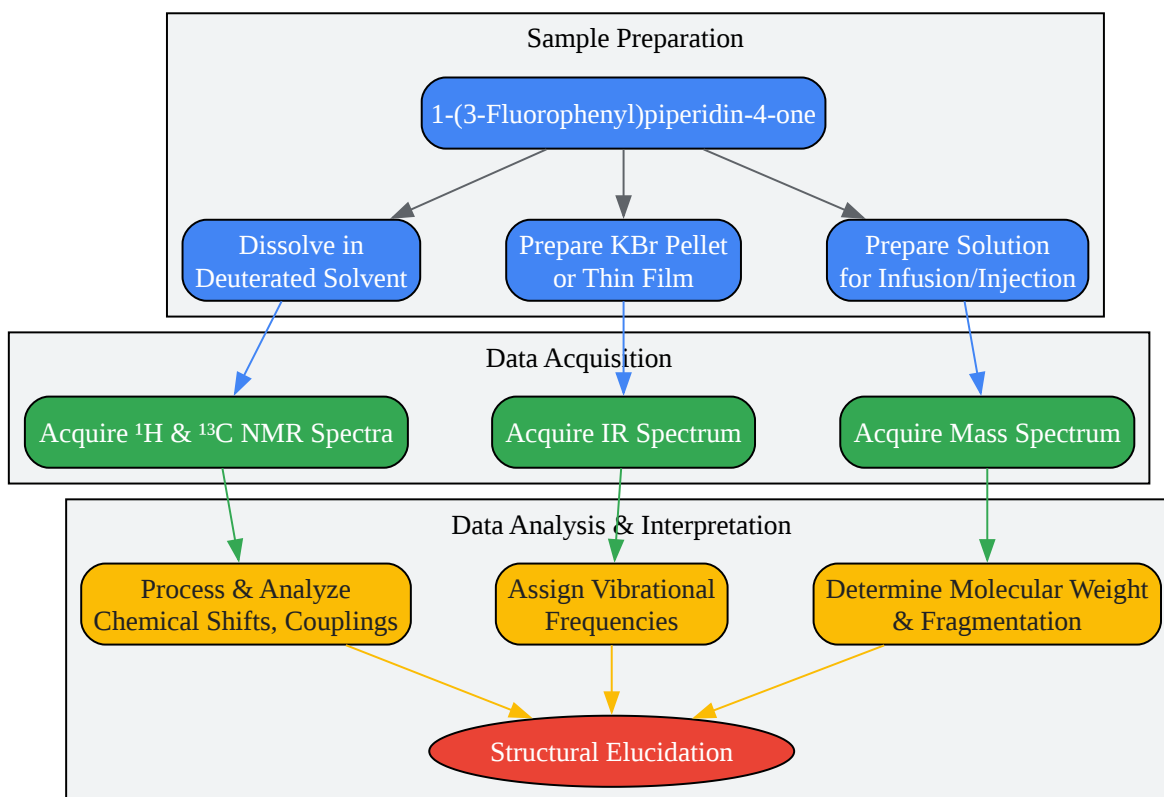 Sample Preparation
1-(3-Fluorophenyl)piperidin-4-one
Dissolve in
Deuterated Solvent
Prepare KBr Pellet
or Thin Film
Prepare Solution
for Infusion/Injection
Data Acquisition
Acquire ¹H & ¹³C NMR Spectra
Acquire IR Spectrum
Acquire Mass Spectrum
Data Analysis & Interpretation
Process & Analyze
Chemical Shifts, Couplings
Assign Vibrational
Frequencies
Determine Molecular Weight
& Fragmentation
Structural Elucidation